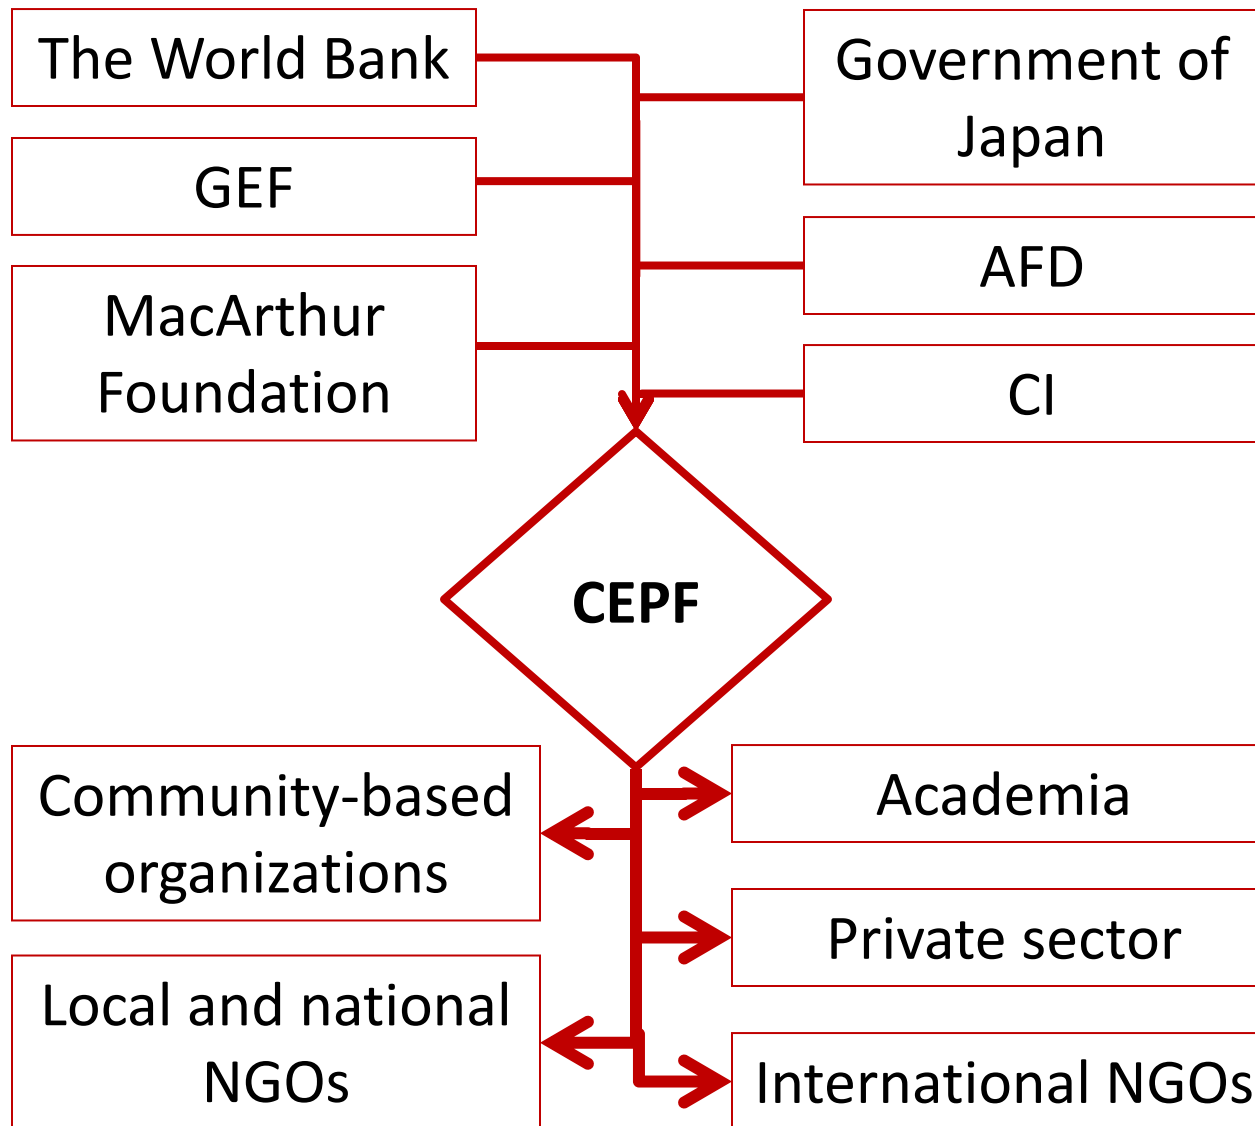 The World Bank
Government of
Japan
GEF
AFD
MacArthur
Foundation
CI
CEPF
Community-based
organizations
Academia
Private sector
Local and national
NGOs
International NGOs